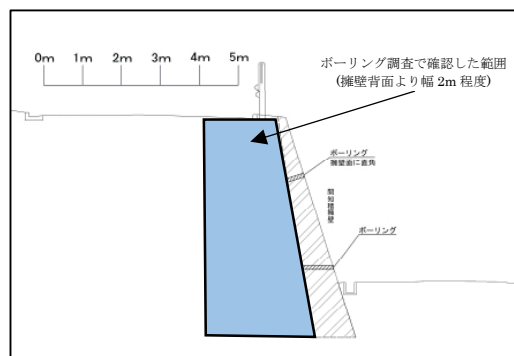 0m 1m 2m 3m 4m 5m
ボーリング調査で確認した範囲
(擁壁背面より幅 2m 程度)
ボーリング
擁壁面に直角
間知積擁壁
ボーリング